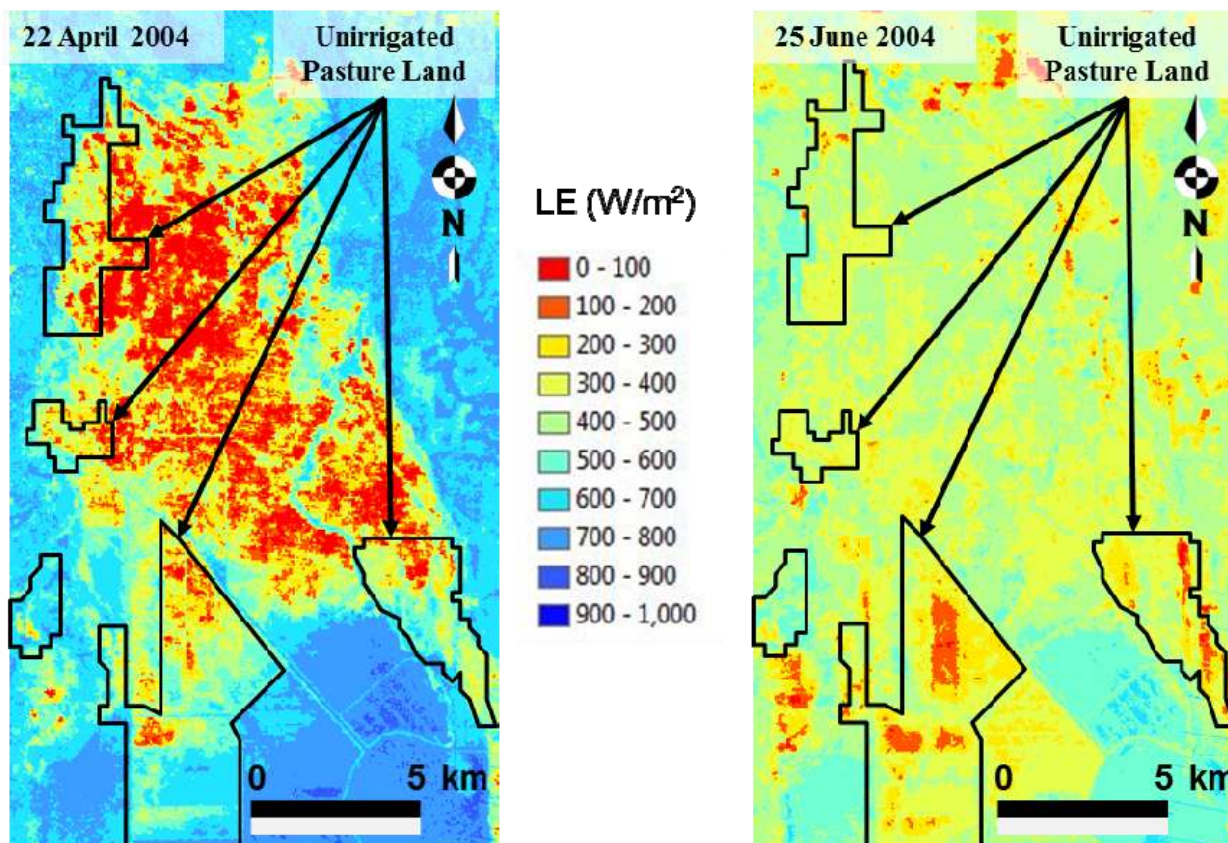 22 April 2004
Unirrigated
Pasture Land
N
0 5 km
LE (W/m²)
0 - 100
100 - 200
200 - 300
300 - 400
400 - 500
500 - 600
600 - 700
700 - 800
800 - 900
900 - 1,000
25 June 2004
Unirrigated
Pasture Land
N
0 5 km